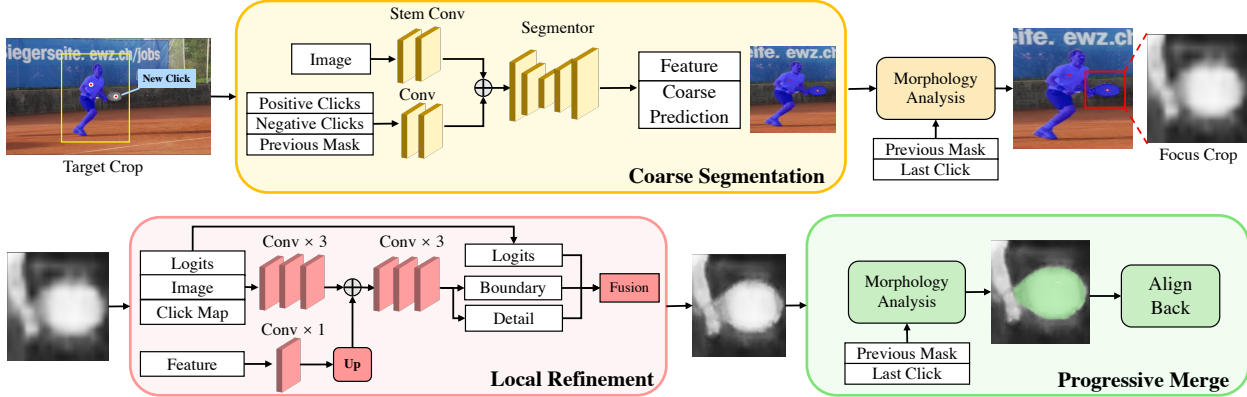 Siegerseite. ewz.ch/jobs
New Click
Target Crop
Image
Positive Clicks
Negative Clicks
Previous Mask
Stem Conv
Conv
Segmentor
Feature
Coarse
Prediction
Coarse Segmentation
Morphology
Analysis
Previous Mask
Last Click
seite. ewz.ch
Focus Crop
Logits
Image
Click Map
Feature
Conv × 3
Conv × 1
Up
Conv × 3
Logits
Boundary
Detail
Fusion
Local Refinement
Morphology
Analysis
Previous Mask
Last Click
Align
Back
Progressive Merge